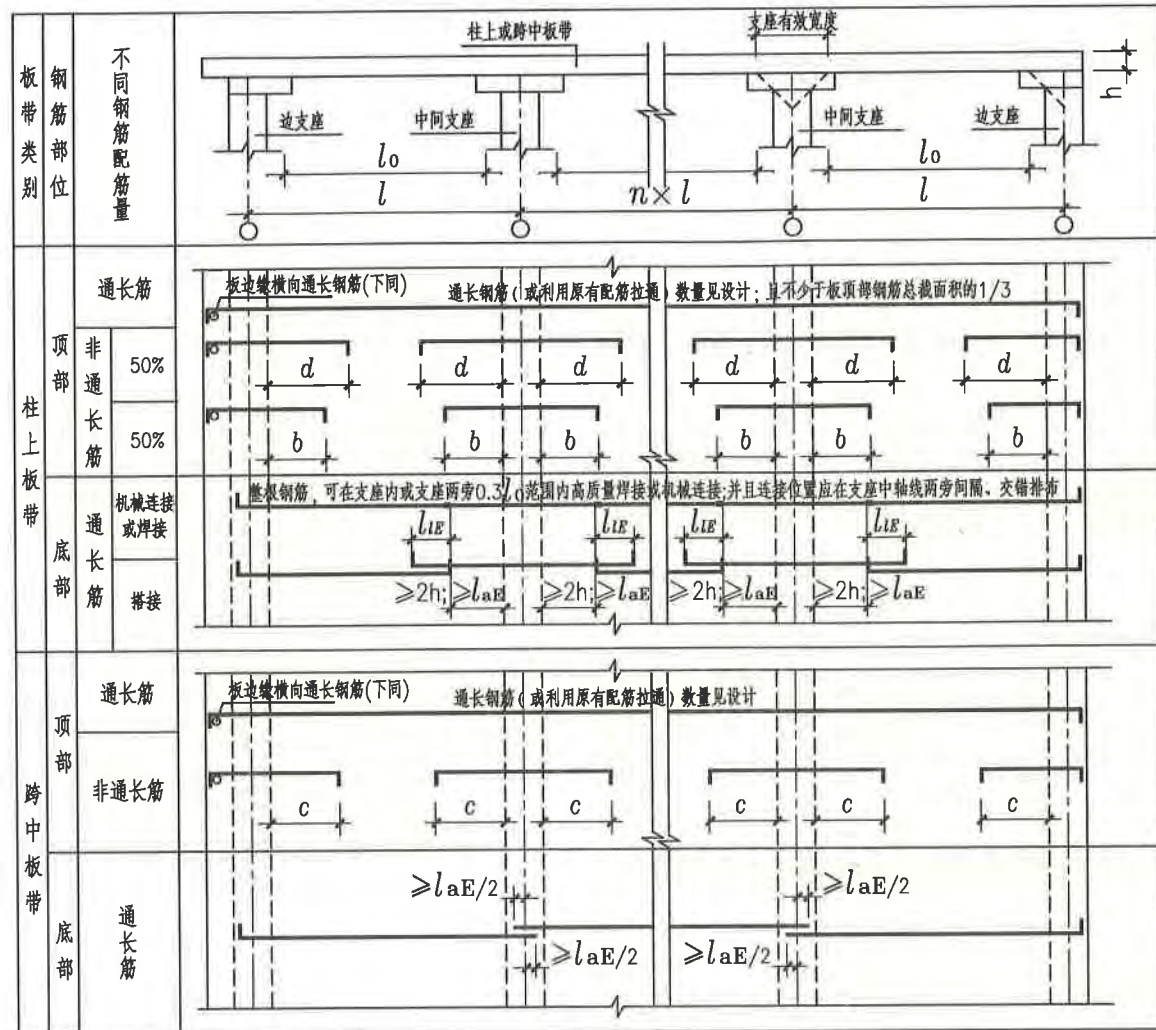 板带类别
钢筋部位
不同钢筋配筋量
柱上或跨中板带
支座有效宽度
h
边支座
中间支座
中间支座
边支座
l0
l0
l
n×l
l
柱上板带
顶部
通长筋
板边缘横向通长钢筋(下同)
通长钢筋(或利用原有配筋拉通)数量见设计;且不少于板顶部钢筋总截面积的1/3
非通长筋
50%
d
d
d
d
d
d
50%
b
b
b
b
b
b
底部
通长筋
机械连接或焊接
整根钢筋,可在支座内或支座两旁0.3l0范围内高质量焊接或机械连接;并且连接位置应在支座中轴线两旁间隔、交错排布
搭接
llE
llE
llE
llE
≥2h;≥laE
≥2h;≥laE
≥2h;≥laE
≥2h;≥laE
跨中板带
顶部
通长筋
板边缘横向通长钢筋(下同)
通长钢筋(或利用原有配筋拉通)数量见设计
非通长筋
c
c
c
c
c
c
底部
通长筋
≥laE/2
≥laE/2
≥laE/2
≥laE/2